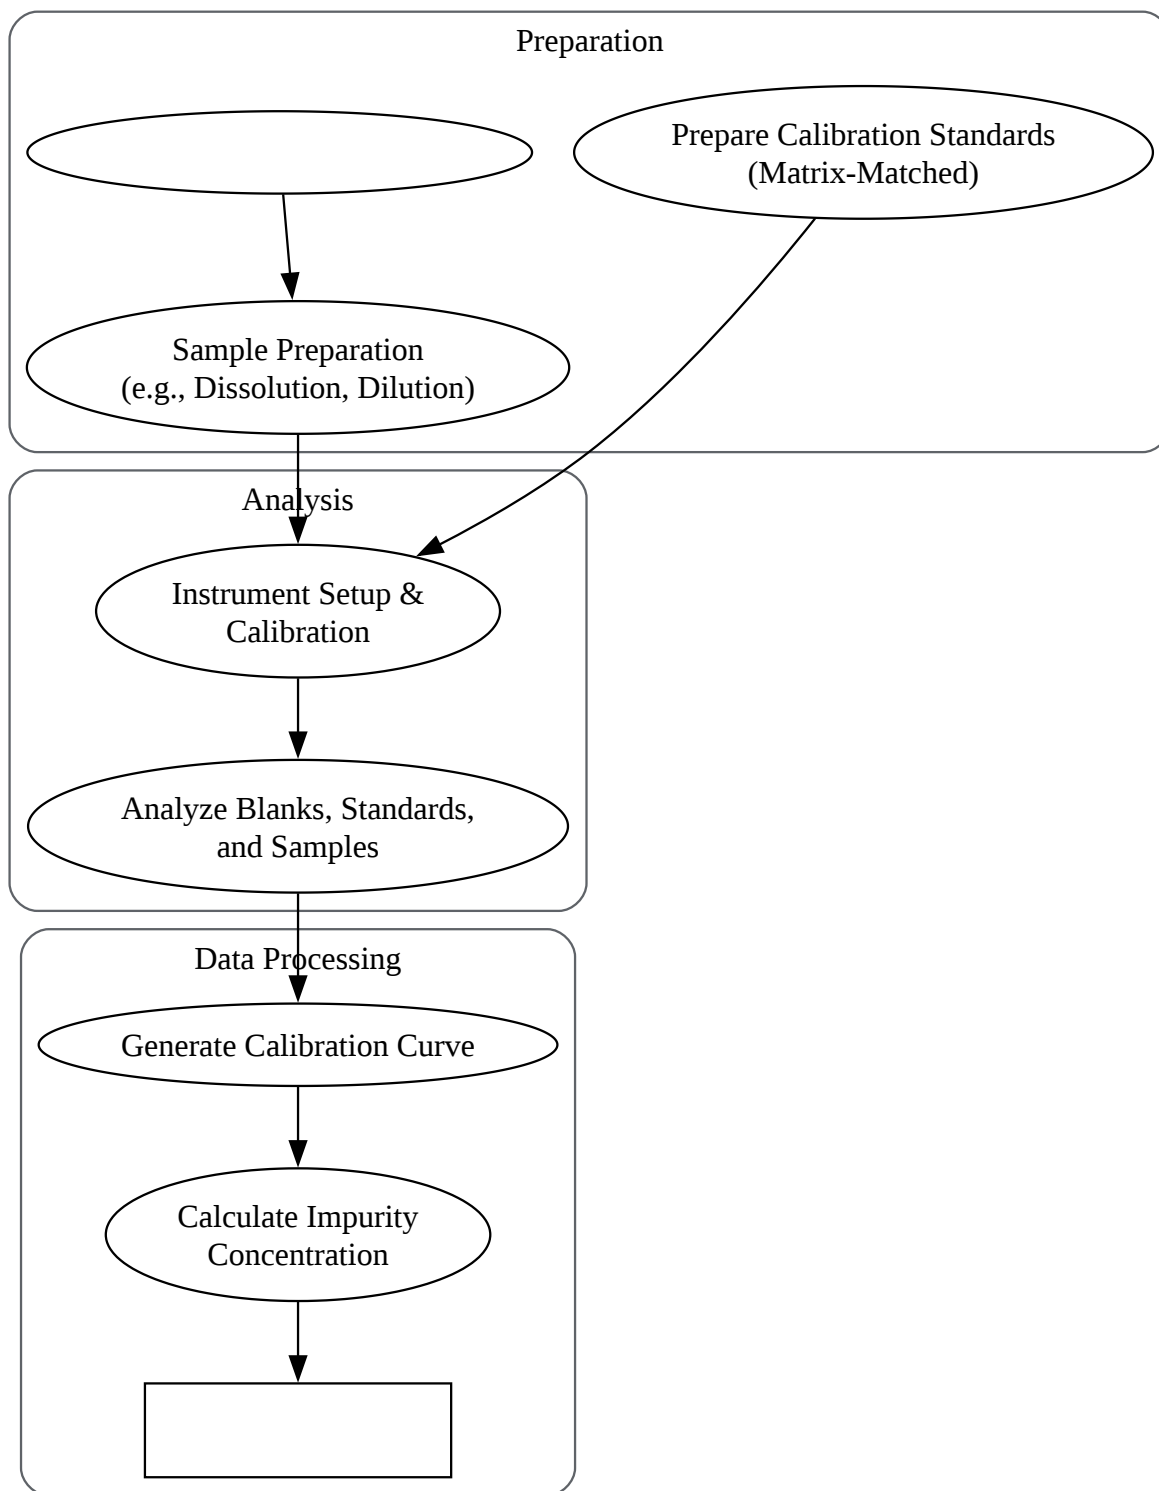 Preparation
Prepare Calibration Standards
(Matrix-Matched)
Sample Preparation
(e.g., Dissolution, Dilution)
Analysis
Instrument Setup &
Calibration
Analyze Blanks, Standards,
and Samples
Data Processing
Generate Calibration Curve
Calculate Impurity
Concentration